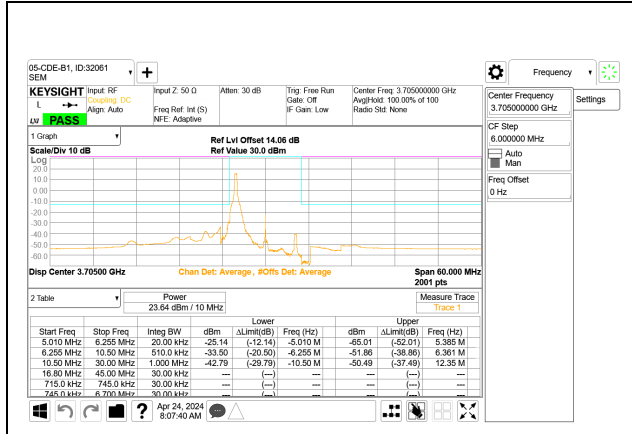 05-CDE-B1, ID:32061
SEM
Frequency
KEYSIGHT
L
LXI PASS
Input: RF
Coupling: DC
Align: Auto
Input Z: 50 Ω
Freq Ref: Int (S)
NFE: Adaptive
Atten: 30 dB
Trig: Free Run
Gate: Off
IF Gain: Low
Center Freq: 3.705000000 GHz
Avg|Hold: 100.00% of 100
Radio Std: None
Center Frequency
3.705000000 GHz
Settings
CF Step
6.000000 MHz
Auto
Man
Freq Offset
0 Hz
1 Graph
Scale/Div 10 dB
Ref Lvl Offset 14.06 dB
Ref Value 30.0 dBm
Log
20.0
10.0
0.00
-10.0
-20.0
-30.0
-40.0
-50.0
-60.0
Disp Center 3.70500 GHz
Chan Det: Average, #Offs Det: Average
Span 60.000 MHz
2001 pts
2 Table
Power
23.64 dBm / 10 MHz
Measure Trace
Trace 1
Lower Upper
Start Freq Stop Freq Integ BW dBm ΔLimit(dB) Freq (Hz) dBm ΔLimit(dB) Freq (Hz)
5.010 MHz 6.255 MHz 20.00 kHz -25.14 (-12.14) -5.010 M -65.01 (-52.01) 5.385 M
6.255 MHz 10.50 MHz 510.0 kHz -33.50 (-20.50) -6.255 M -51.86 (-38.86) 6.361 M
10.50 MHz 30.00 MHz 1.000 MHz -42.79 (-29.79) -10.50 M -50.49 (-37.49) 12.35 M
16.80 MHz 45.00 MHz 30.00 kHz --- (---) --- --- (---) ---
715.0 kHz 745.0 kHz 30.00 kHz --- (---) --- --- (---) ---
745.0 kHz 6.700 MHz 30.00 kHz --- (---) --- --- (---) ---
Apr 24, 2024
8:07:40 AM